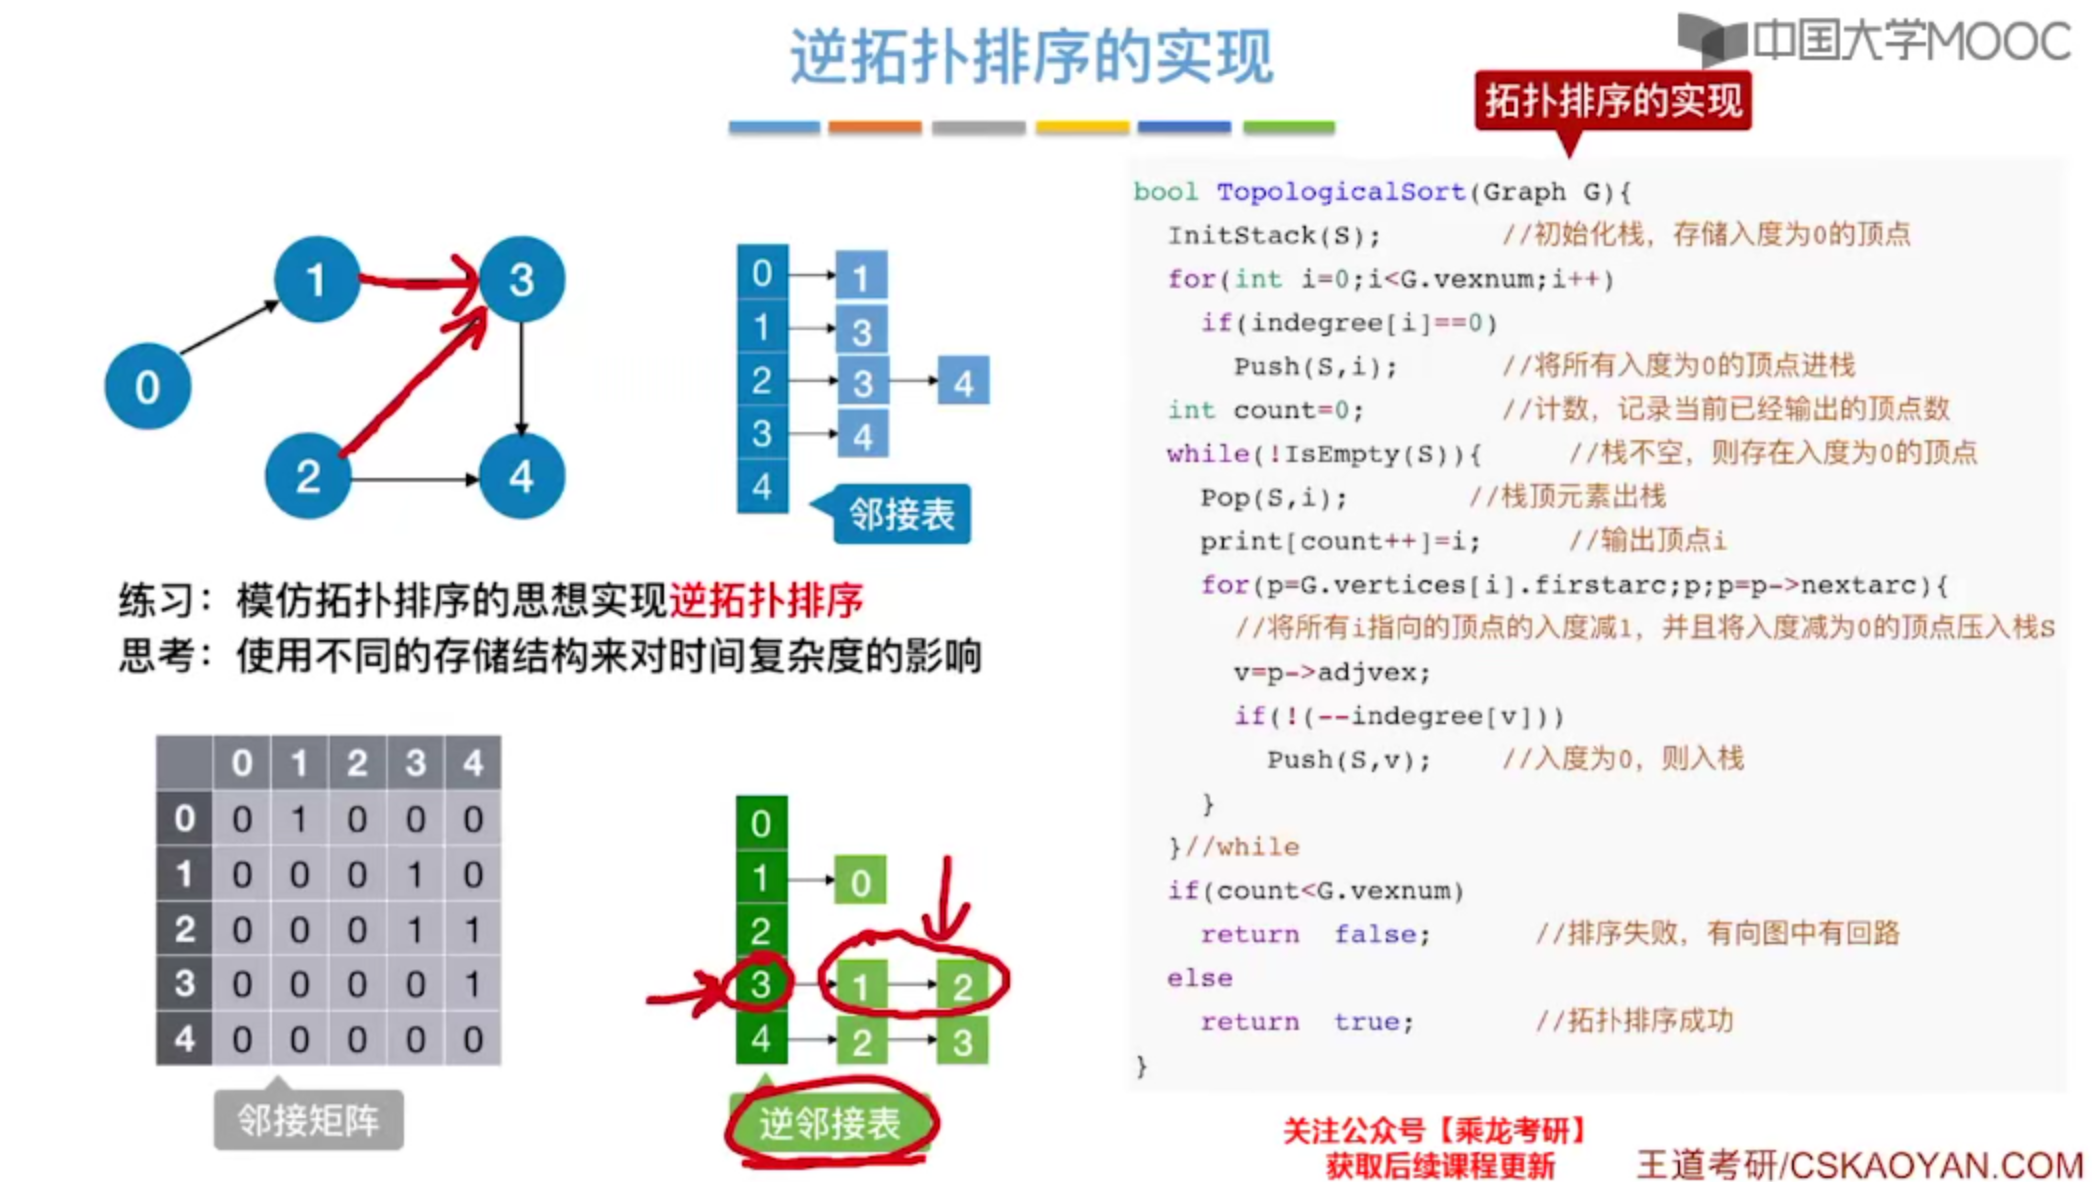 逆拓扑排序的实现
中国大学MOOC
拓扑排序的实现
0
1
3
2
4
0 1
1 3
2 3 4
3 4
4
邻接表
练习：模仿拓扑排序的思想实现逆拓扑排序
思考：使用不同的存储结构来对时间复杂度的影响
0 1 2 3 4
0 0 1 0 0 0
1 0 0 0 1 0
2 0 0 0 1 1
3 0 0 0 0 1
4 0 0 0 0 0
邻接矩阵
0
1 0
2
3 1 2
4 2 3
逆邻接表
bool TopologicalSort(Graph G){
InitStack(S); //初始化栈，存储入度为0的顶点
for(int i=0;i<G.vexnum;i++)
if(indegree[i]==0)
Push(S,i); //将所有入度为0的顶点进栈
int count=0; //计数，记录当前已经输出的顶点数
while(!IsEmpty(S)){ //栈不空，则存在入度为0的顶点
Pop(S,i); //栈顶元素出栈
print[count++]=i; //输出顶点i
for(p=G.vertices[i].firstarc;p;p=p->nextarc){
//将所有i指向的顶点的入度减1，并且将入度减为0的顶点压入栈S
v=p->adjvex;
if(!(--indegree[v]))
Push(S,v); //入度为0，则入栈
}
}//while
if(count<G.vexnum)
return false; //排序失败，有向图中有回路
else
return true; //拓扑排序成功
}
关注公众号【乘龙考研】
获取后续课程更新
王道考研/CSKAOYAN.COM